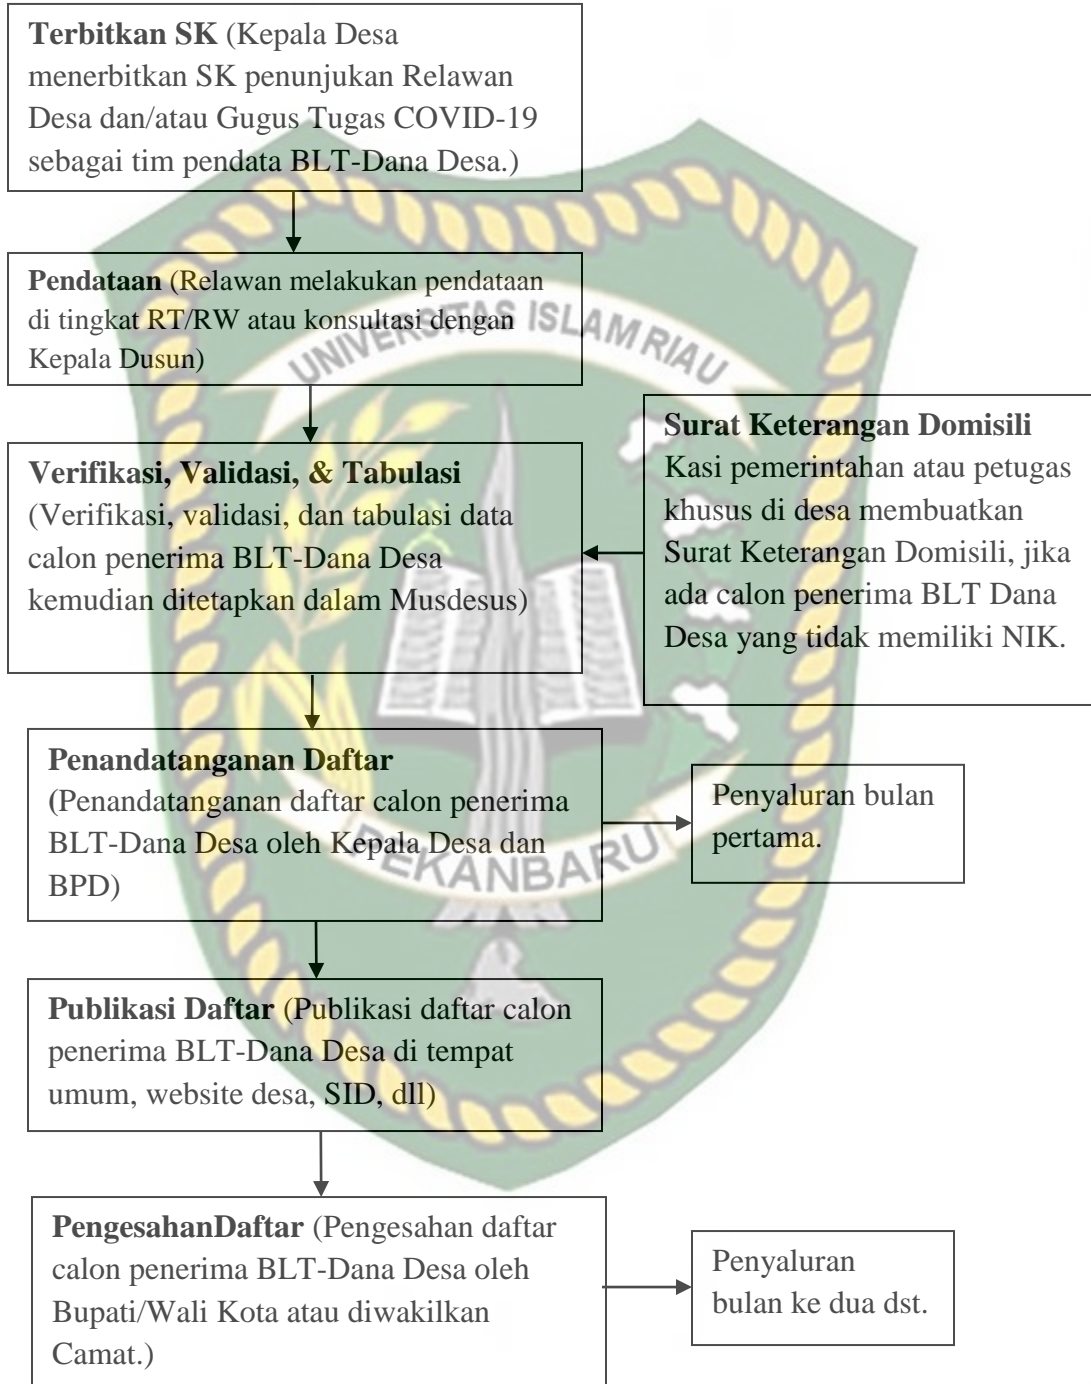 Terbitkan SK (Kepala Desa
menerbitkan SK penunjukan Relawan
Desa dan/atau Gugus Tugas COVID-19
sebagai tim pendata BLT-Dana Desa.)
Pendataan (Relawan melakukan pendataan
di tingkat RT/RW atau konsultasi dengan
Kepala Dusun)
UNIVERSITAS ISLAM RIAU
Verifikasi, Validasi, & Tabulasi
(Verifikasi, validasi, dan tabulasi data
calon penerima BLT-Dana Desa
kemudian ditetapkan dalam Musdesus)
Surat Keterangan Domisili
Kasi pemerintahan atau petugas
khusus di desa membuatkan
Surat Keterangan Domisili, jika
ada calon penerima BLT Dana
Desa yang tidak memiliki NIK.
Penandatanganan Daftar
(Penandatanganan daftar calon penerima
BLT-Dana Desa oleh Kepala Desa dan
BPD)
Penyaluran bulan
pertama.
PEKANBARU
Publikasi Daftar (Publikasi daftar calon
penerima BLT-Dana Desa di tempat
umum, website desa, SID, dll)
PengesahanDaftar (Pengesahan daftar
calon penerima BLT-Dana Desa oleh
Bupati/Wali Kota atau diwakilkan
Camat.)
Penyaluran
bulan ke dua dst.